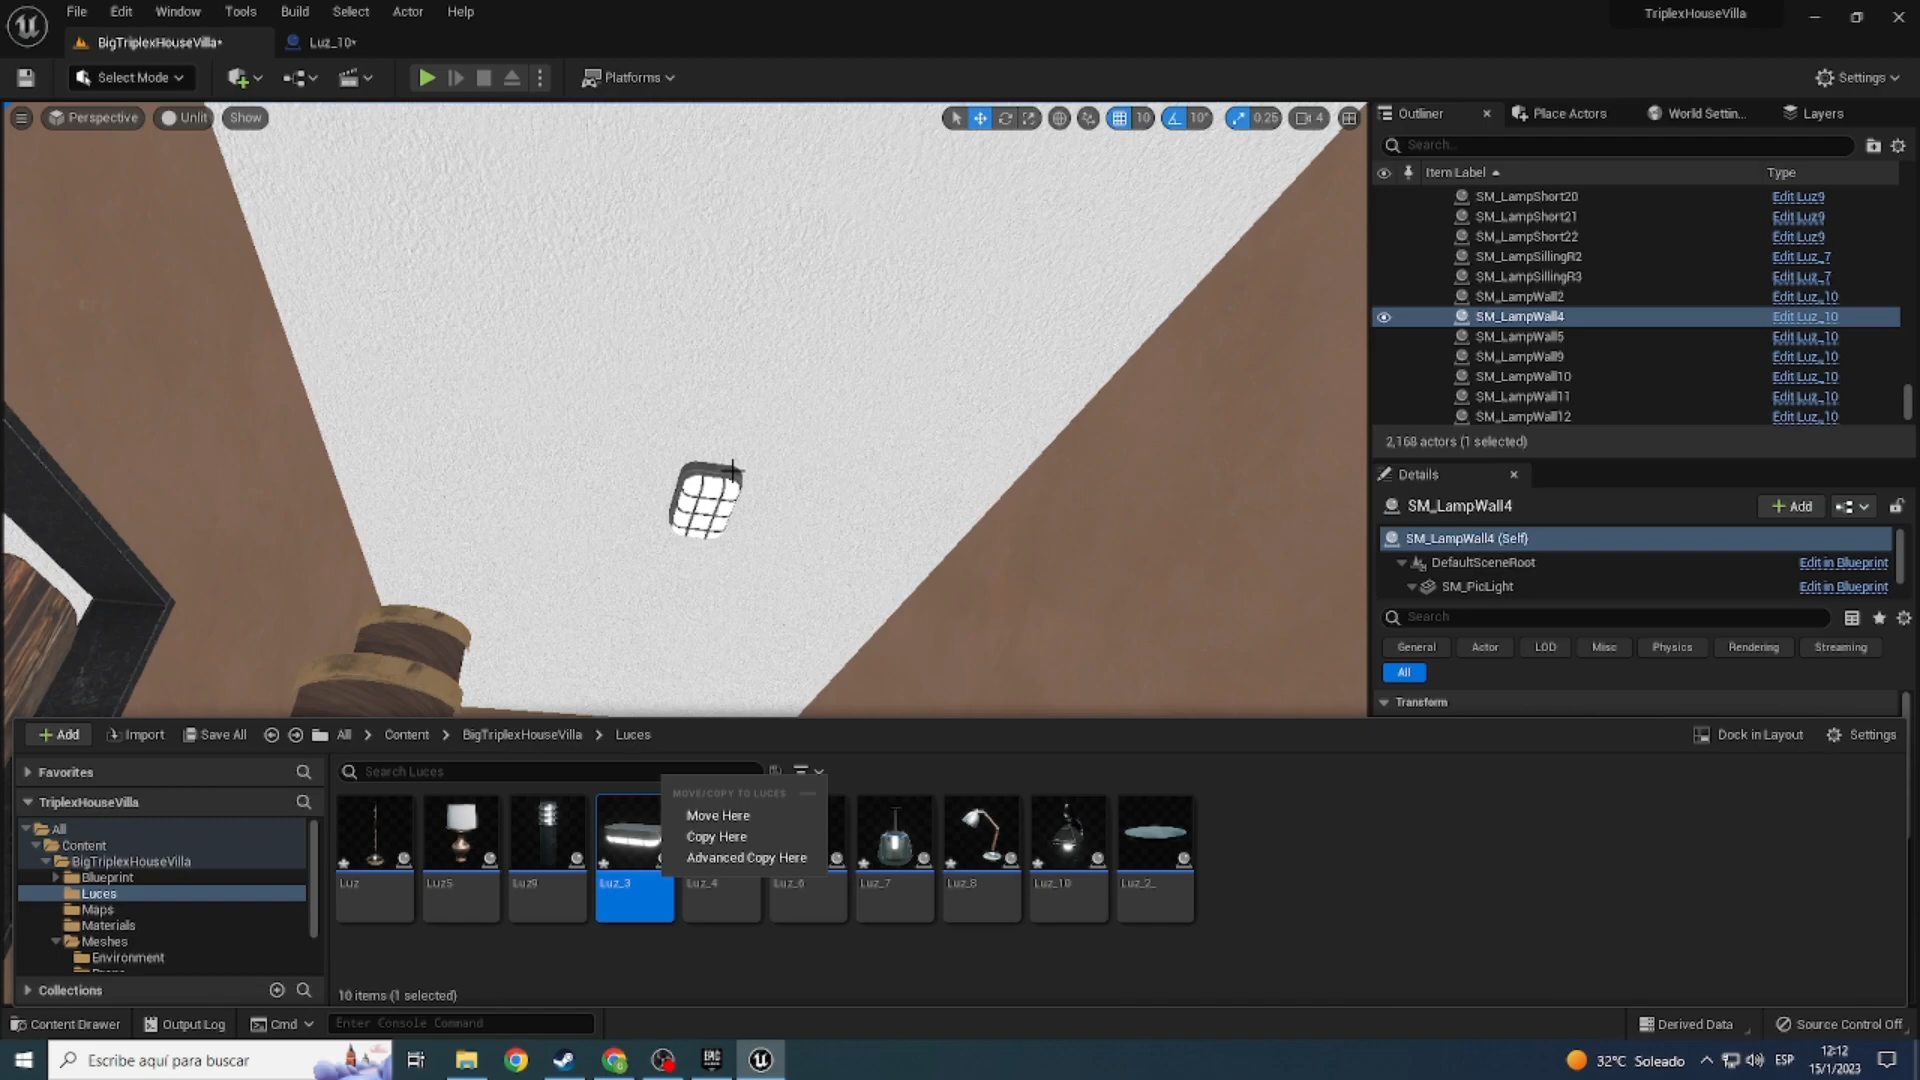 File Edit Window Tools Build Select Actor Help
TriplexHouseVilla
BigTriplexHouseVilla*
Luz_10*
Select Mode
Platforms
Settings
Perspective
Unlit
Show
10
10°
0.25
4
Outliner
Place Actors
World Settin...
Layers
Search...
Item Label
Type
SM_LampShort20 Edit Luz9
SM_LampShort21 Edit Luz9
SM_LampShort22 Edit Luz9
SM_LampSillingR2 Edit Luz_7
SM_LampSillingR3 Edit Luz_7
SM_LampWall2 Edit Luz_10
SM_LampWall4 Edit Luz_10
SM_LampWall5 Edit Luz_10
SM_LampWall9 Edit Luz_10
SM_LampWall10 Edit Luz_10
SM_LampWall11 Edit Luz_10
SM_LampWall12 Edit Luz_10
2,168 actors (1 selected)
Details
SM_LampWall4
Add
SM_LampWall4 (Self)
DefaultSceneRoot Edit in Blueprint
SM_PicLight Edit in Blueprint
Search
General Actor LOD Misc Physics Rendering Streaming
All
Transform
Add Import Save All All Content BigTriplexHouseVilla Luces
Dock in Layout Settings
Favorites
TriplexHouseVilla
All
Content
BigTriplexHouseVilla
Blueprint
Luces
Maps
Materials
Meshes
Environment
Collections
Search Luces
MOVE/COPY TO LUCES
Move Here
Copy Here
Advanced Copy Here
Luz Luz5 Luz9 Luz_3 Luz_4 Luz_6 Luz_7 Luz_8 Luz_10 Luz_2_
10 items (1 selected)
Content Drawer Output Log Cmd Enter Console Command
Derived Data Source Control Off
Escribe aquí para buscar
EPIC
32°C Soleado
ESP
12:12
15/1/2023